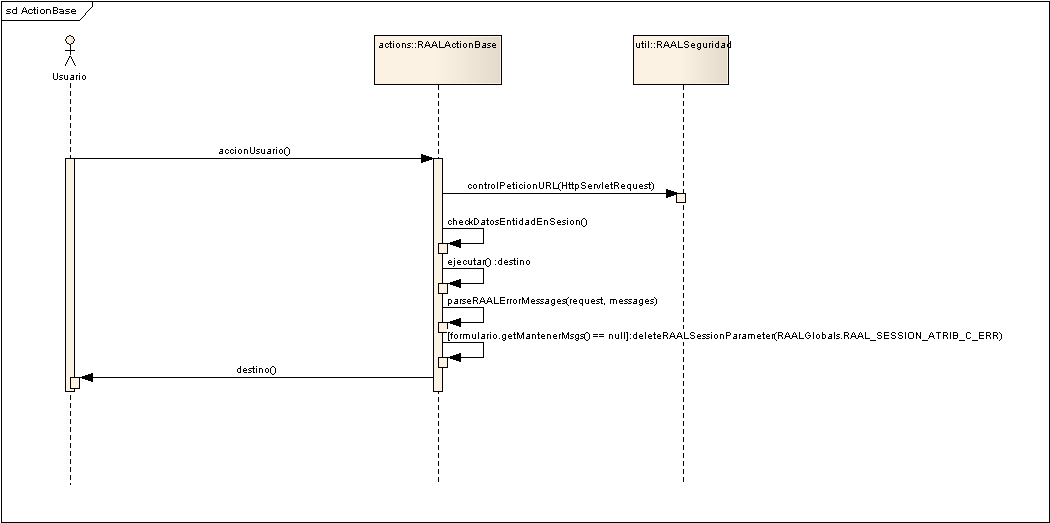 sd ActionBase
Usuario
actions::RAALActionBase
util::RAALSeguridad
accionUsuario()
controlPeticionURL(HttpServletRequest)
checkDatosEntidadEnSesion()
ejecutar() :destino
parseRAALErrorMessages(request, messages)
[formulario.getMantenerMsgs() == null]:deleteRAALSessionParameter(RAALGlobals.RAAL_SESSION_ATRIB_C_ERR)
destino()